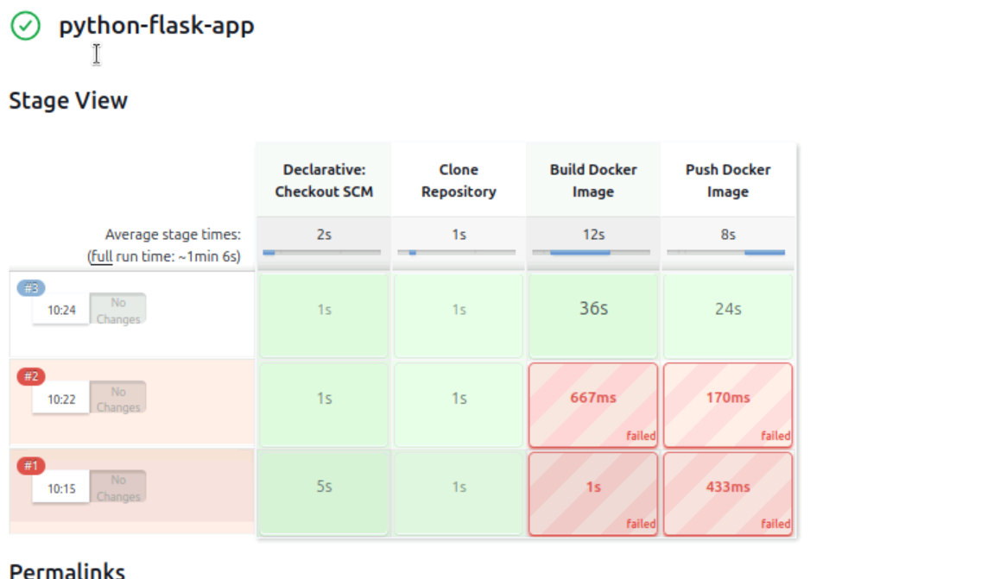 python-flask-app
Stage View
Declarative: Checkout SCM
Clone Repository
Build Docker Image
Push Docker Image
Average stage times:
2s
1s
12s
8s
(full run time: ~1min 6s)
#3
10:24
No Changes
1s
1s
36s
24s
#2
10:22
No Changes
1s
1s
667ms
failed
170ms
failed
#1
10:15
No Changes
5s
1s
1s
failed
433ms
failed
Permalinks